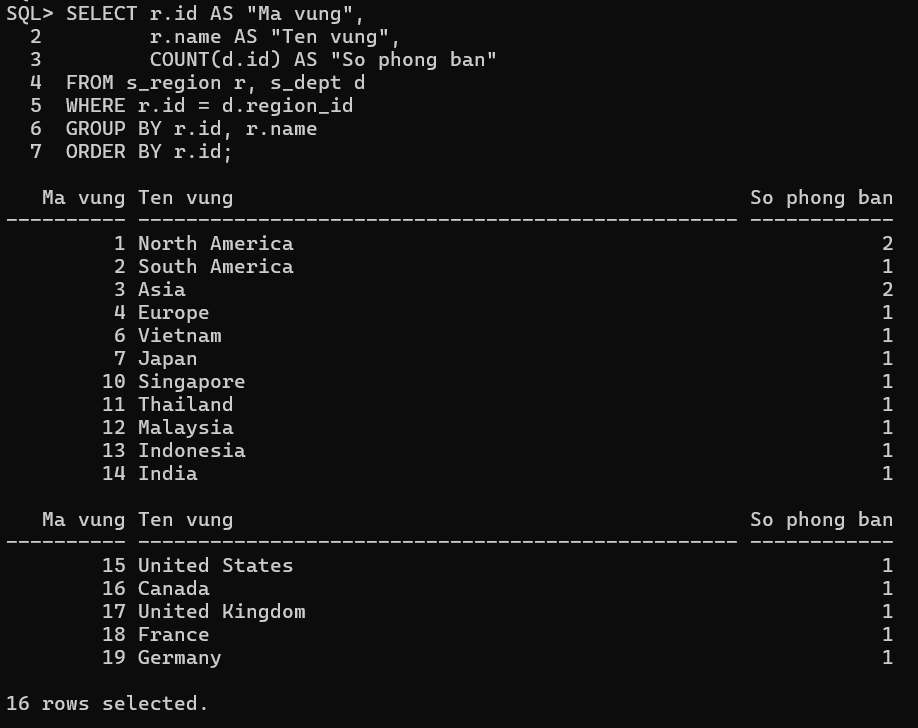 SQL> SELECT r.id AS "Ma vung",
  2         r.name AS "Ten vung",
  3         COUNT(d.id) AS "So phong ban"
  4  FROM s_region r, s_dept d
  5  WHERE r.id = d.region_id
  6  GROUP BY r.id, r.name
  7  ORDER BY r.id;

   Ma vung Ten vung                                           So phong ban
---------- -------------------------------------------------- ------------
         1 North America                                                 2
         2 South America                                                 1
         3 Asia                                                          2
         4 Europe                                                        1
         6 Vietnam                                                       1
         7 Japan                                                         1
        10 Singapore                                                     1
        11 Thailand                                                      1
        12 Malaysia                                                      1
        13 Indonesia                                                     1
        14 India                                                         1

   Ma vung Ten vung                                           So phong ban
---------- -------------------------------------------------- ------------
        15 United States                                                 1
        16 Canada                                                        1
        17 United Kingdom                                                1
        18 France                                                        1
        19 Germany                                                       1

16 rows selected.